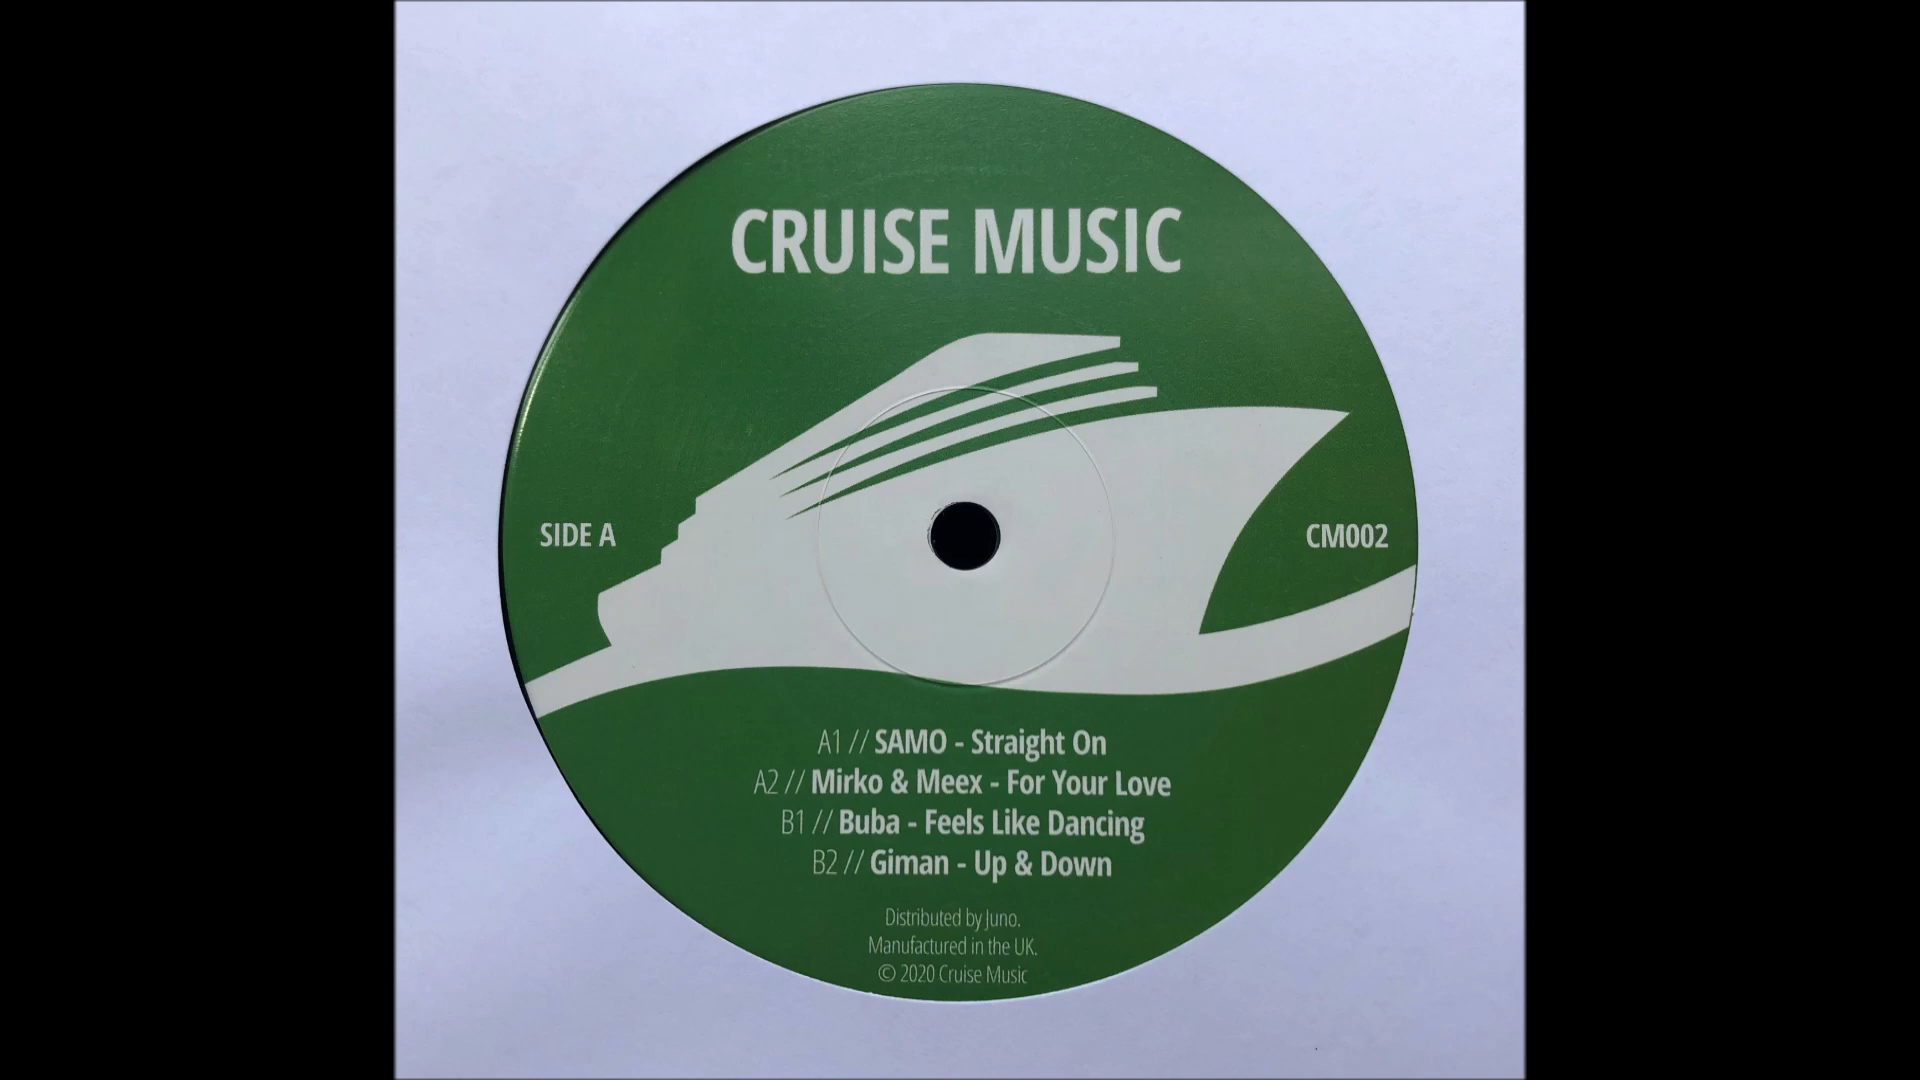 CRUISE MUSIC
SIDE A
CM002
A1 // SAMO - Straight On
A2 // Mirko & Meex - For Your Love
B1 // Buba - Feels Like Dancing
B2 // Giman - Up & Down
Distributed by Juno.
Manufactured in the UK.
© 2020 Cruise Music